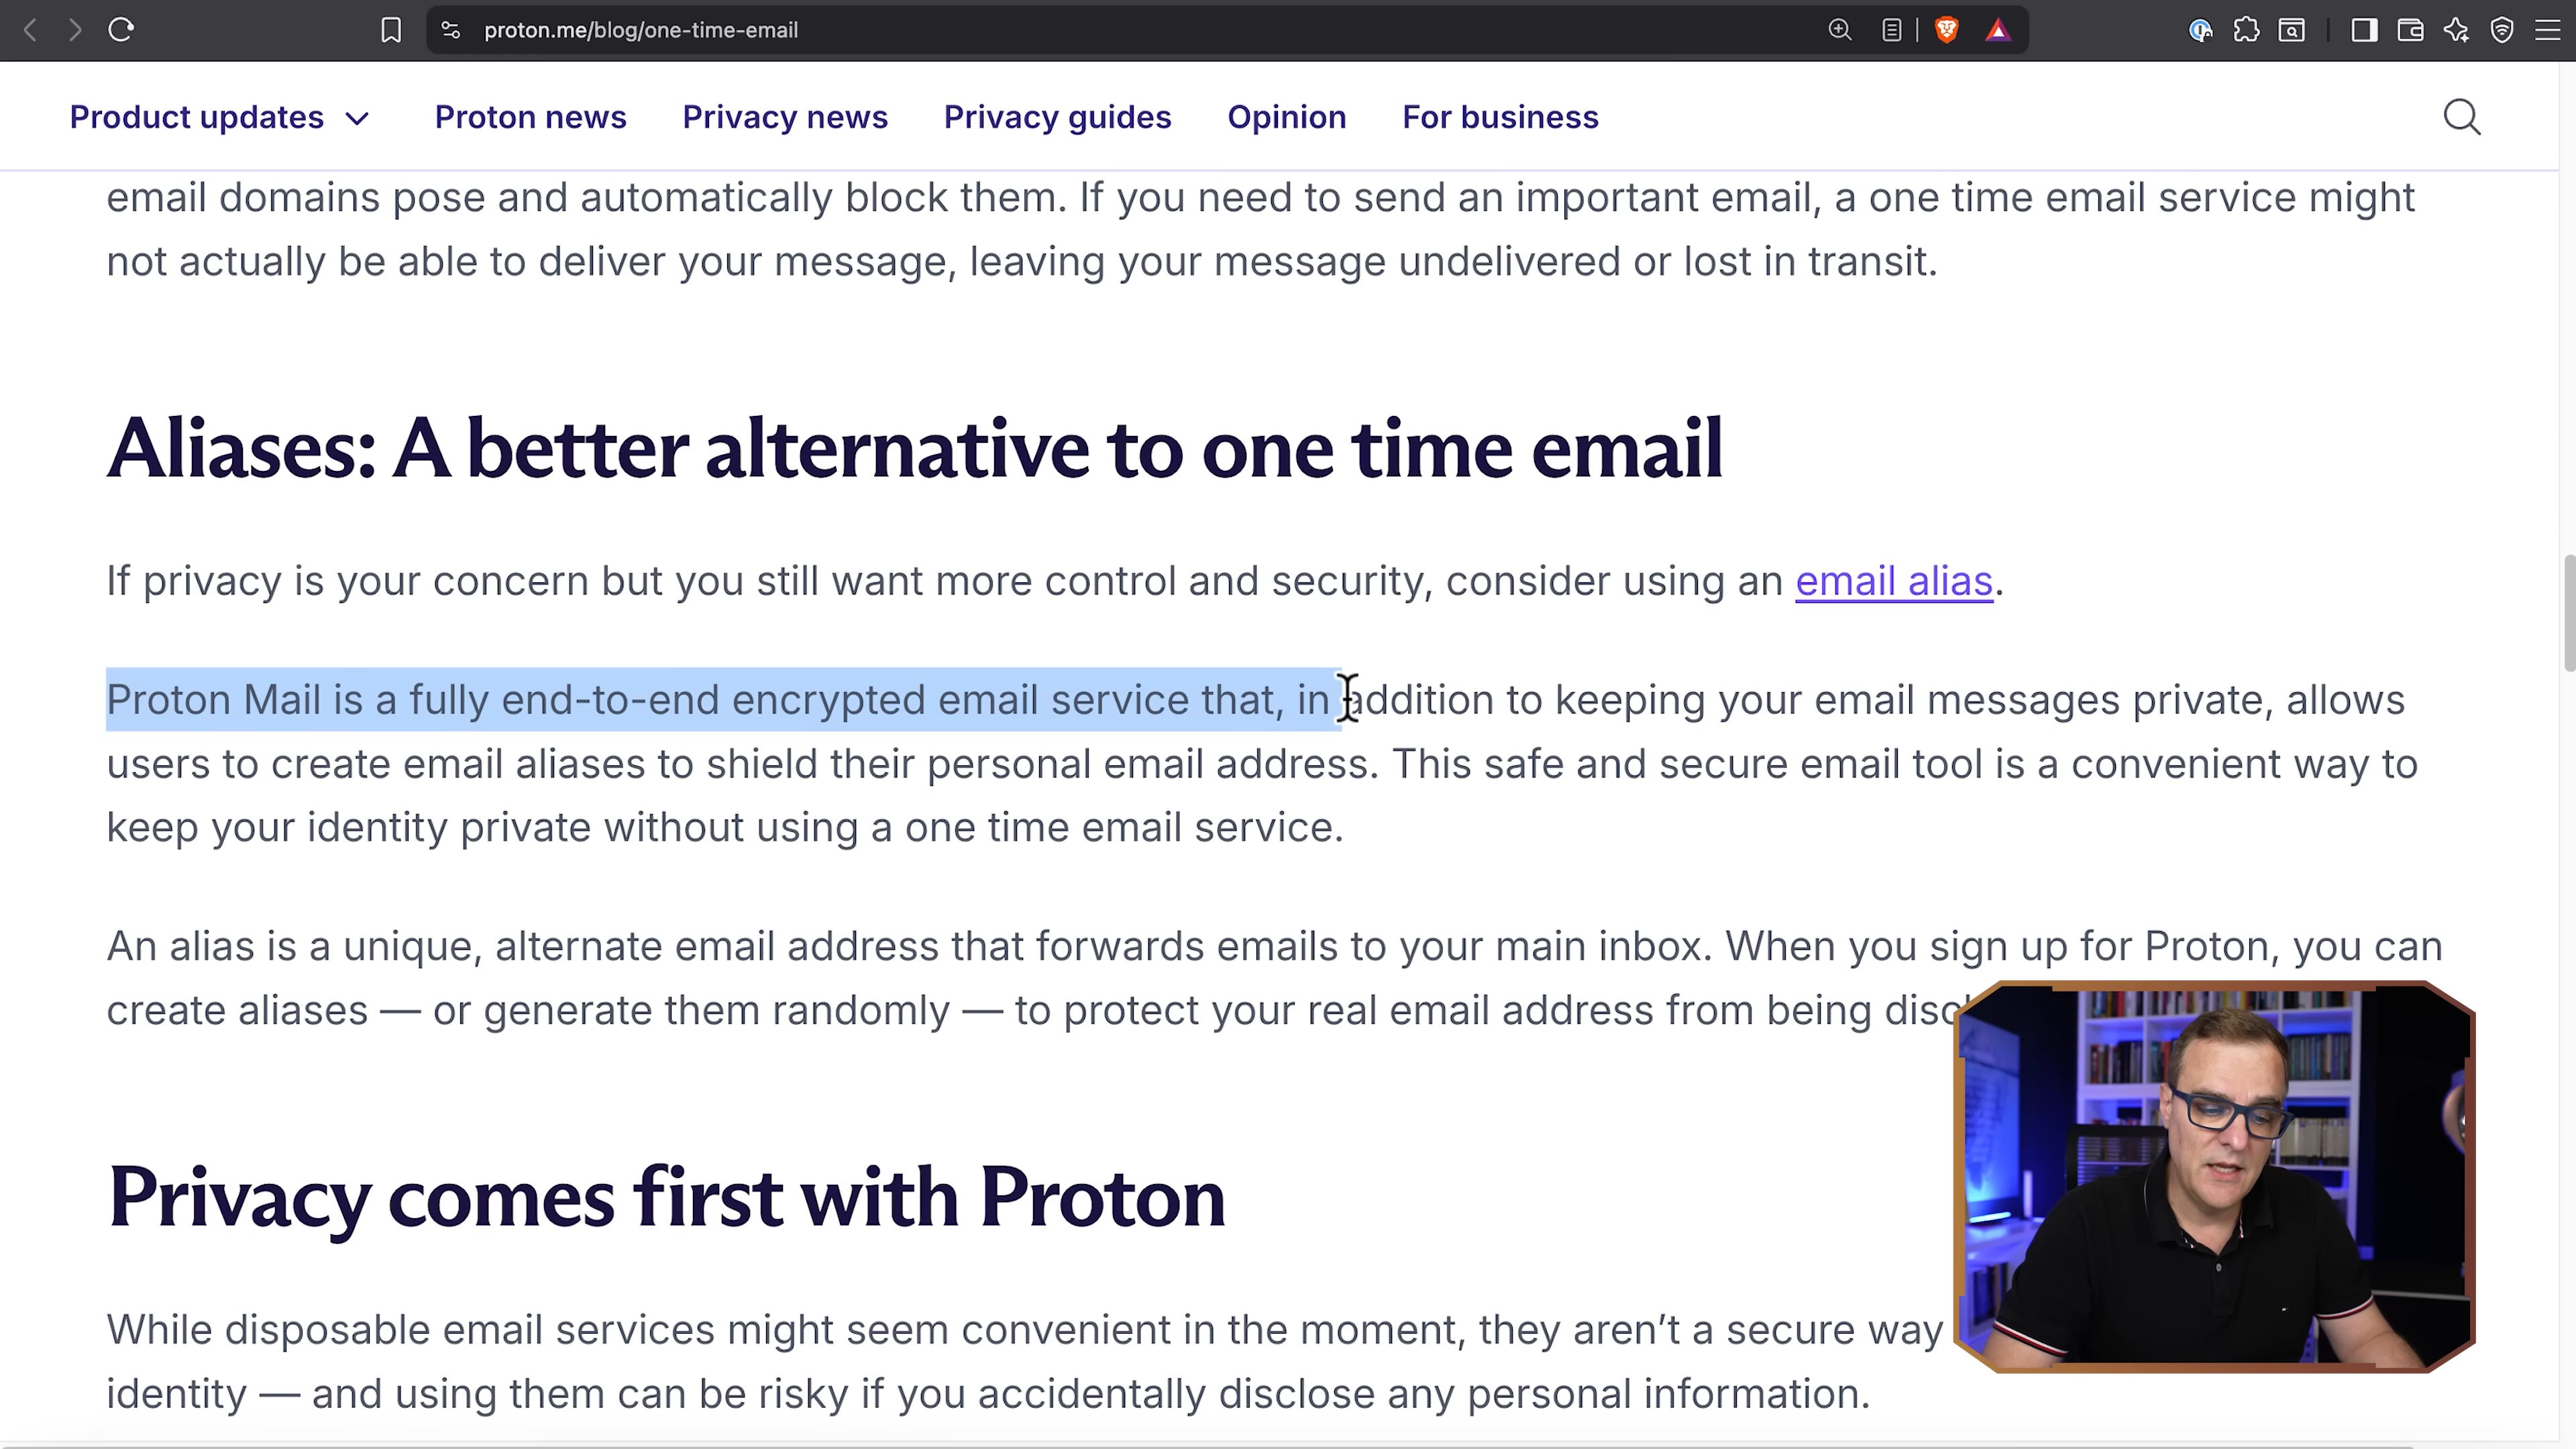 proton.me/blog/one-time-email
Product updates Proton news Privacy news Privacy guides Opinion For business
email domains pose and automatically block them. If you need to send an important email, a one time email service might
not actually be able to deliver your message, leaving your message undelivered or lost in transit.
Aliases: A better alternative to one time email
If privacy is your concern but you still want more control and security, consider using an email alias.
Proton Mail is a fully end-to-end encrypted email service that, in addition to keeping your email messages private, allows
users to create email aliases to shield their personal email address. This safe and secure email tool is a convenient way to
keep your identity private without using a one time email service.
An alias is a unique, alternate email address that forwards emails to your main inbox. When you sign up for Proton, you can
create aliases — or generate them randomly — to protect your real email address from being
Privacy comes first with Proton
While disposable email services might seem convenient in the moment, they aren’t a secure way
identity — and using them can be risky if you accidentally disclose any personal information.